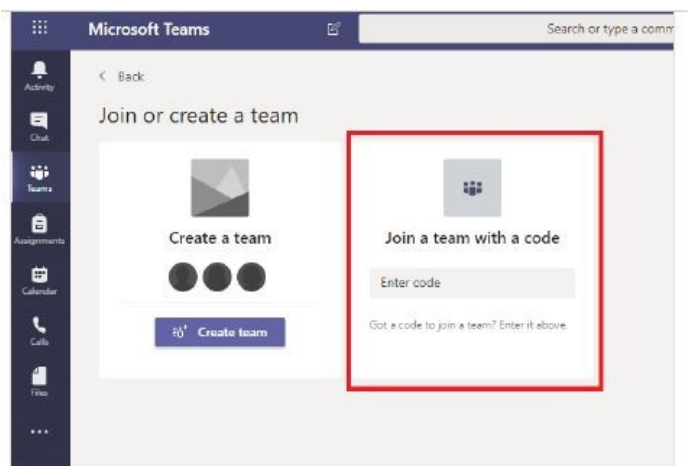 Microsoft Teams
Search or type a comm
Activity
< Back
Join or create a team
Chat
Teams
Assignments
Create a team
Join a team with a code
Calendar
Enter code
Create team
Got a code to join a team? Enter it above.
Calls
Files
...